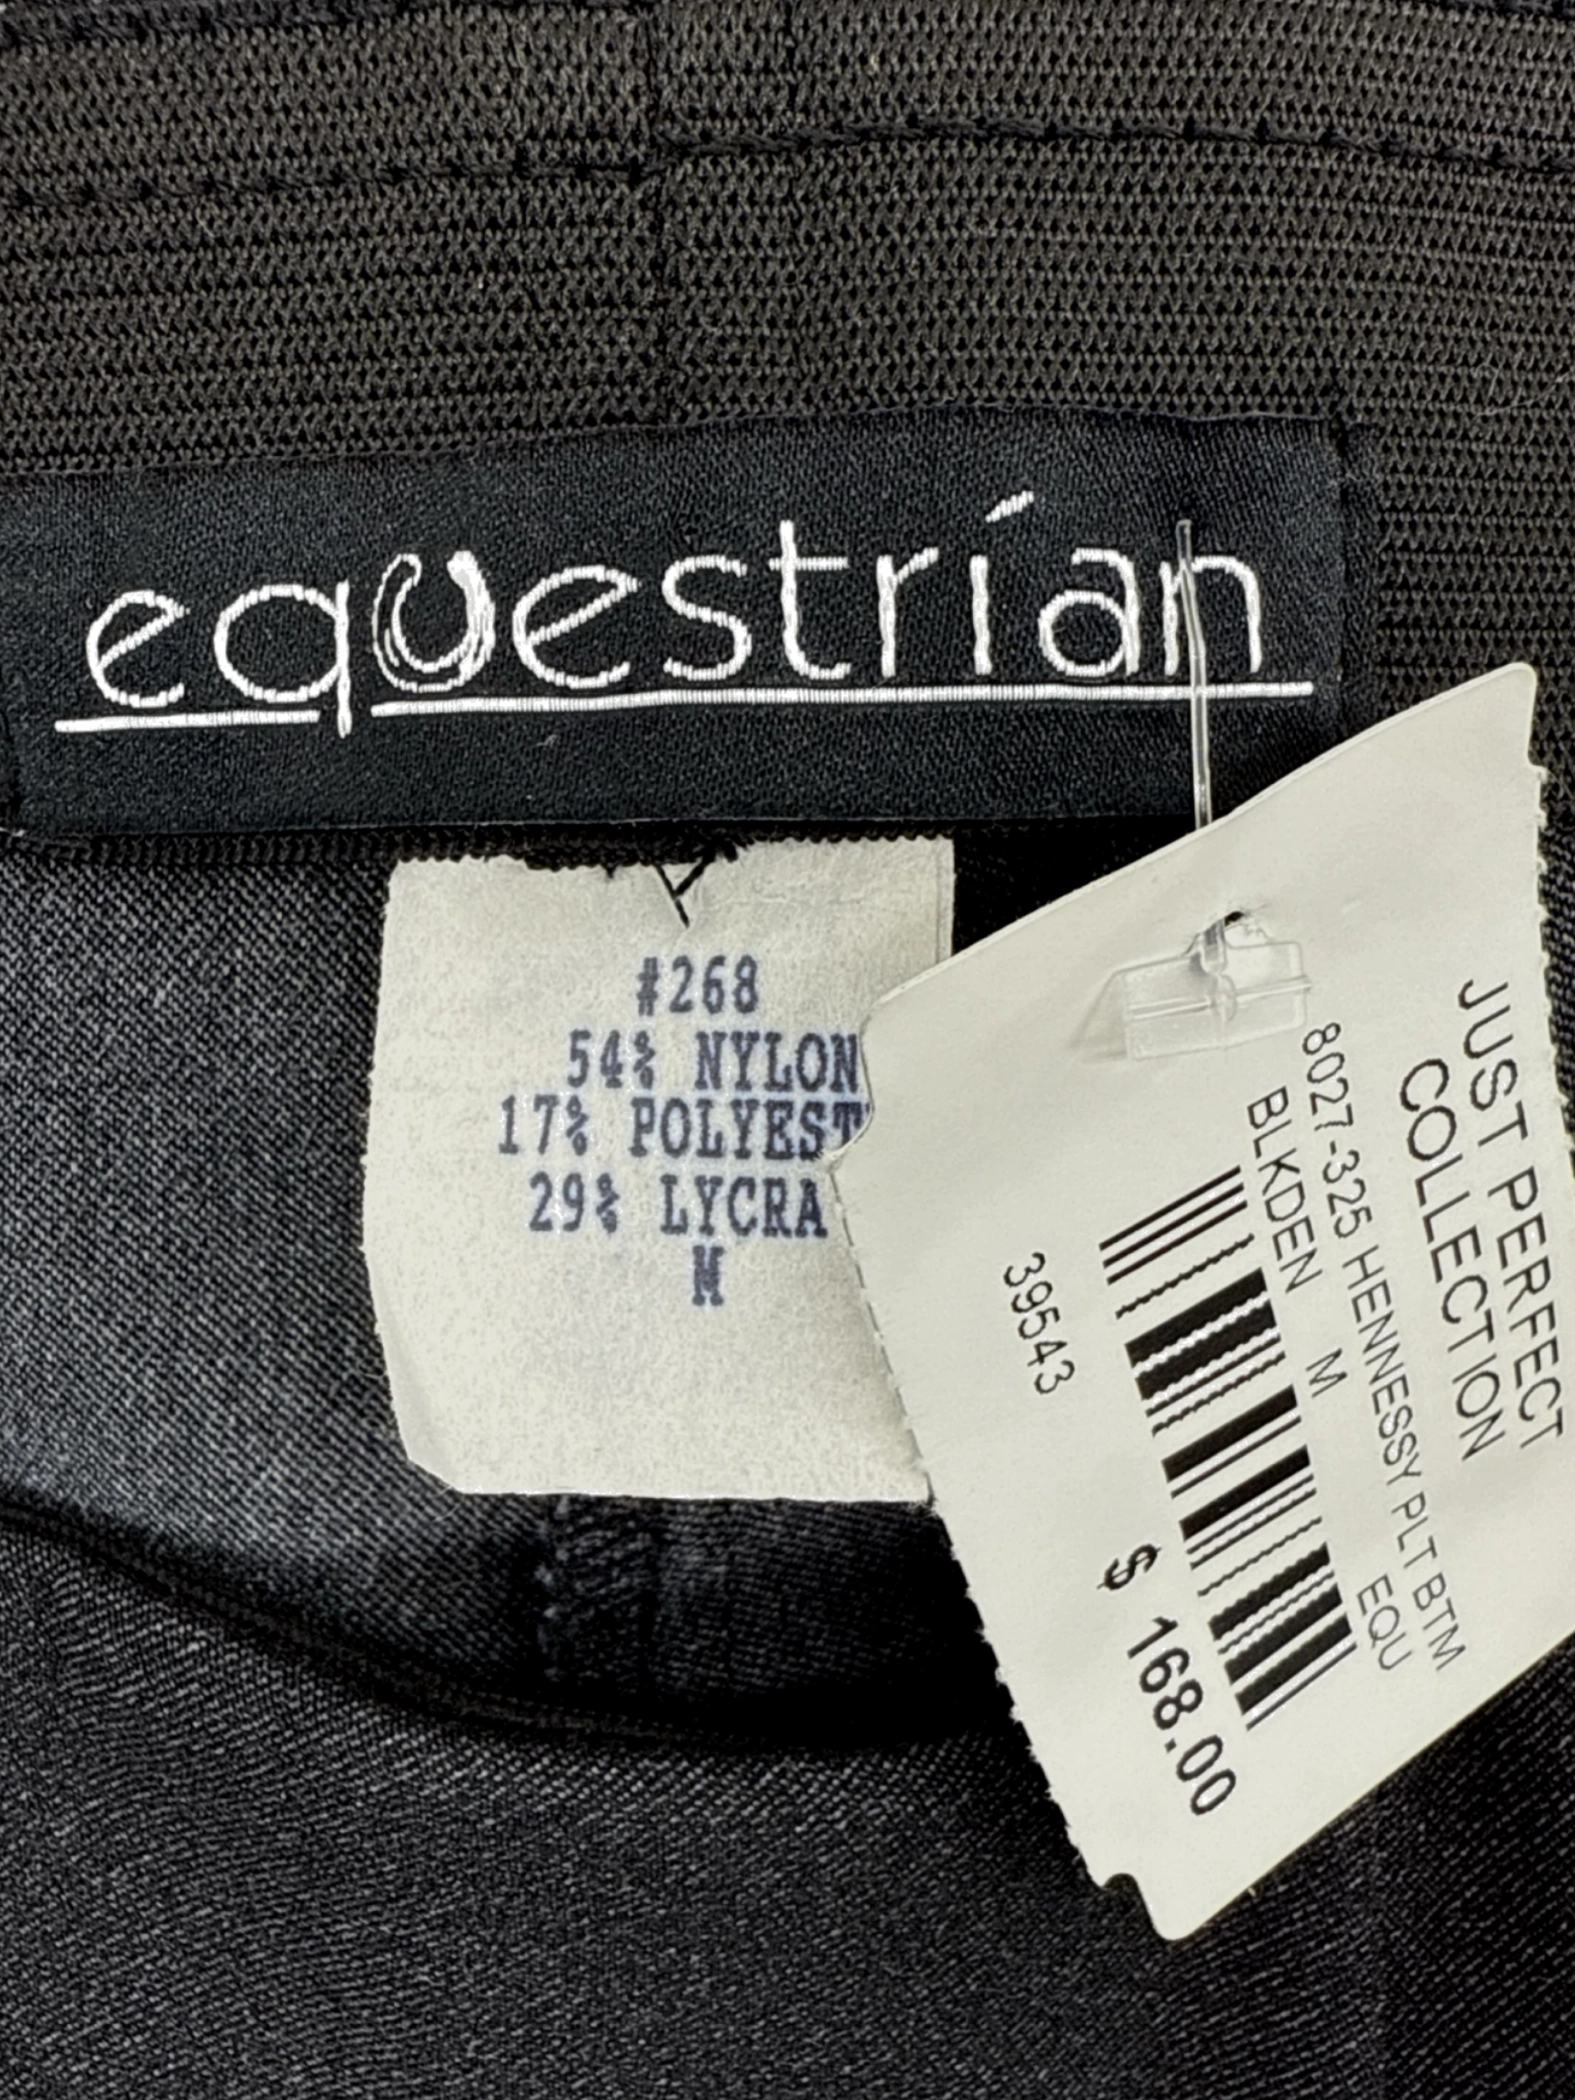 equestrian
#268
54% NYLON
17% POLYEST
29% LYCRA
M
JUST PERFECT
COLLECTION
8027-325 HENNESSY PLT BTM
BLKDEN M EQU
39543
$ 168.00